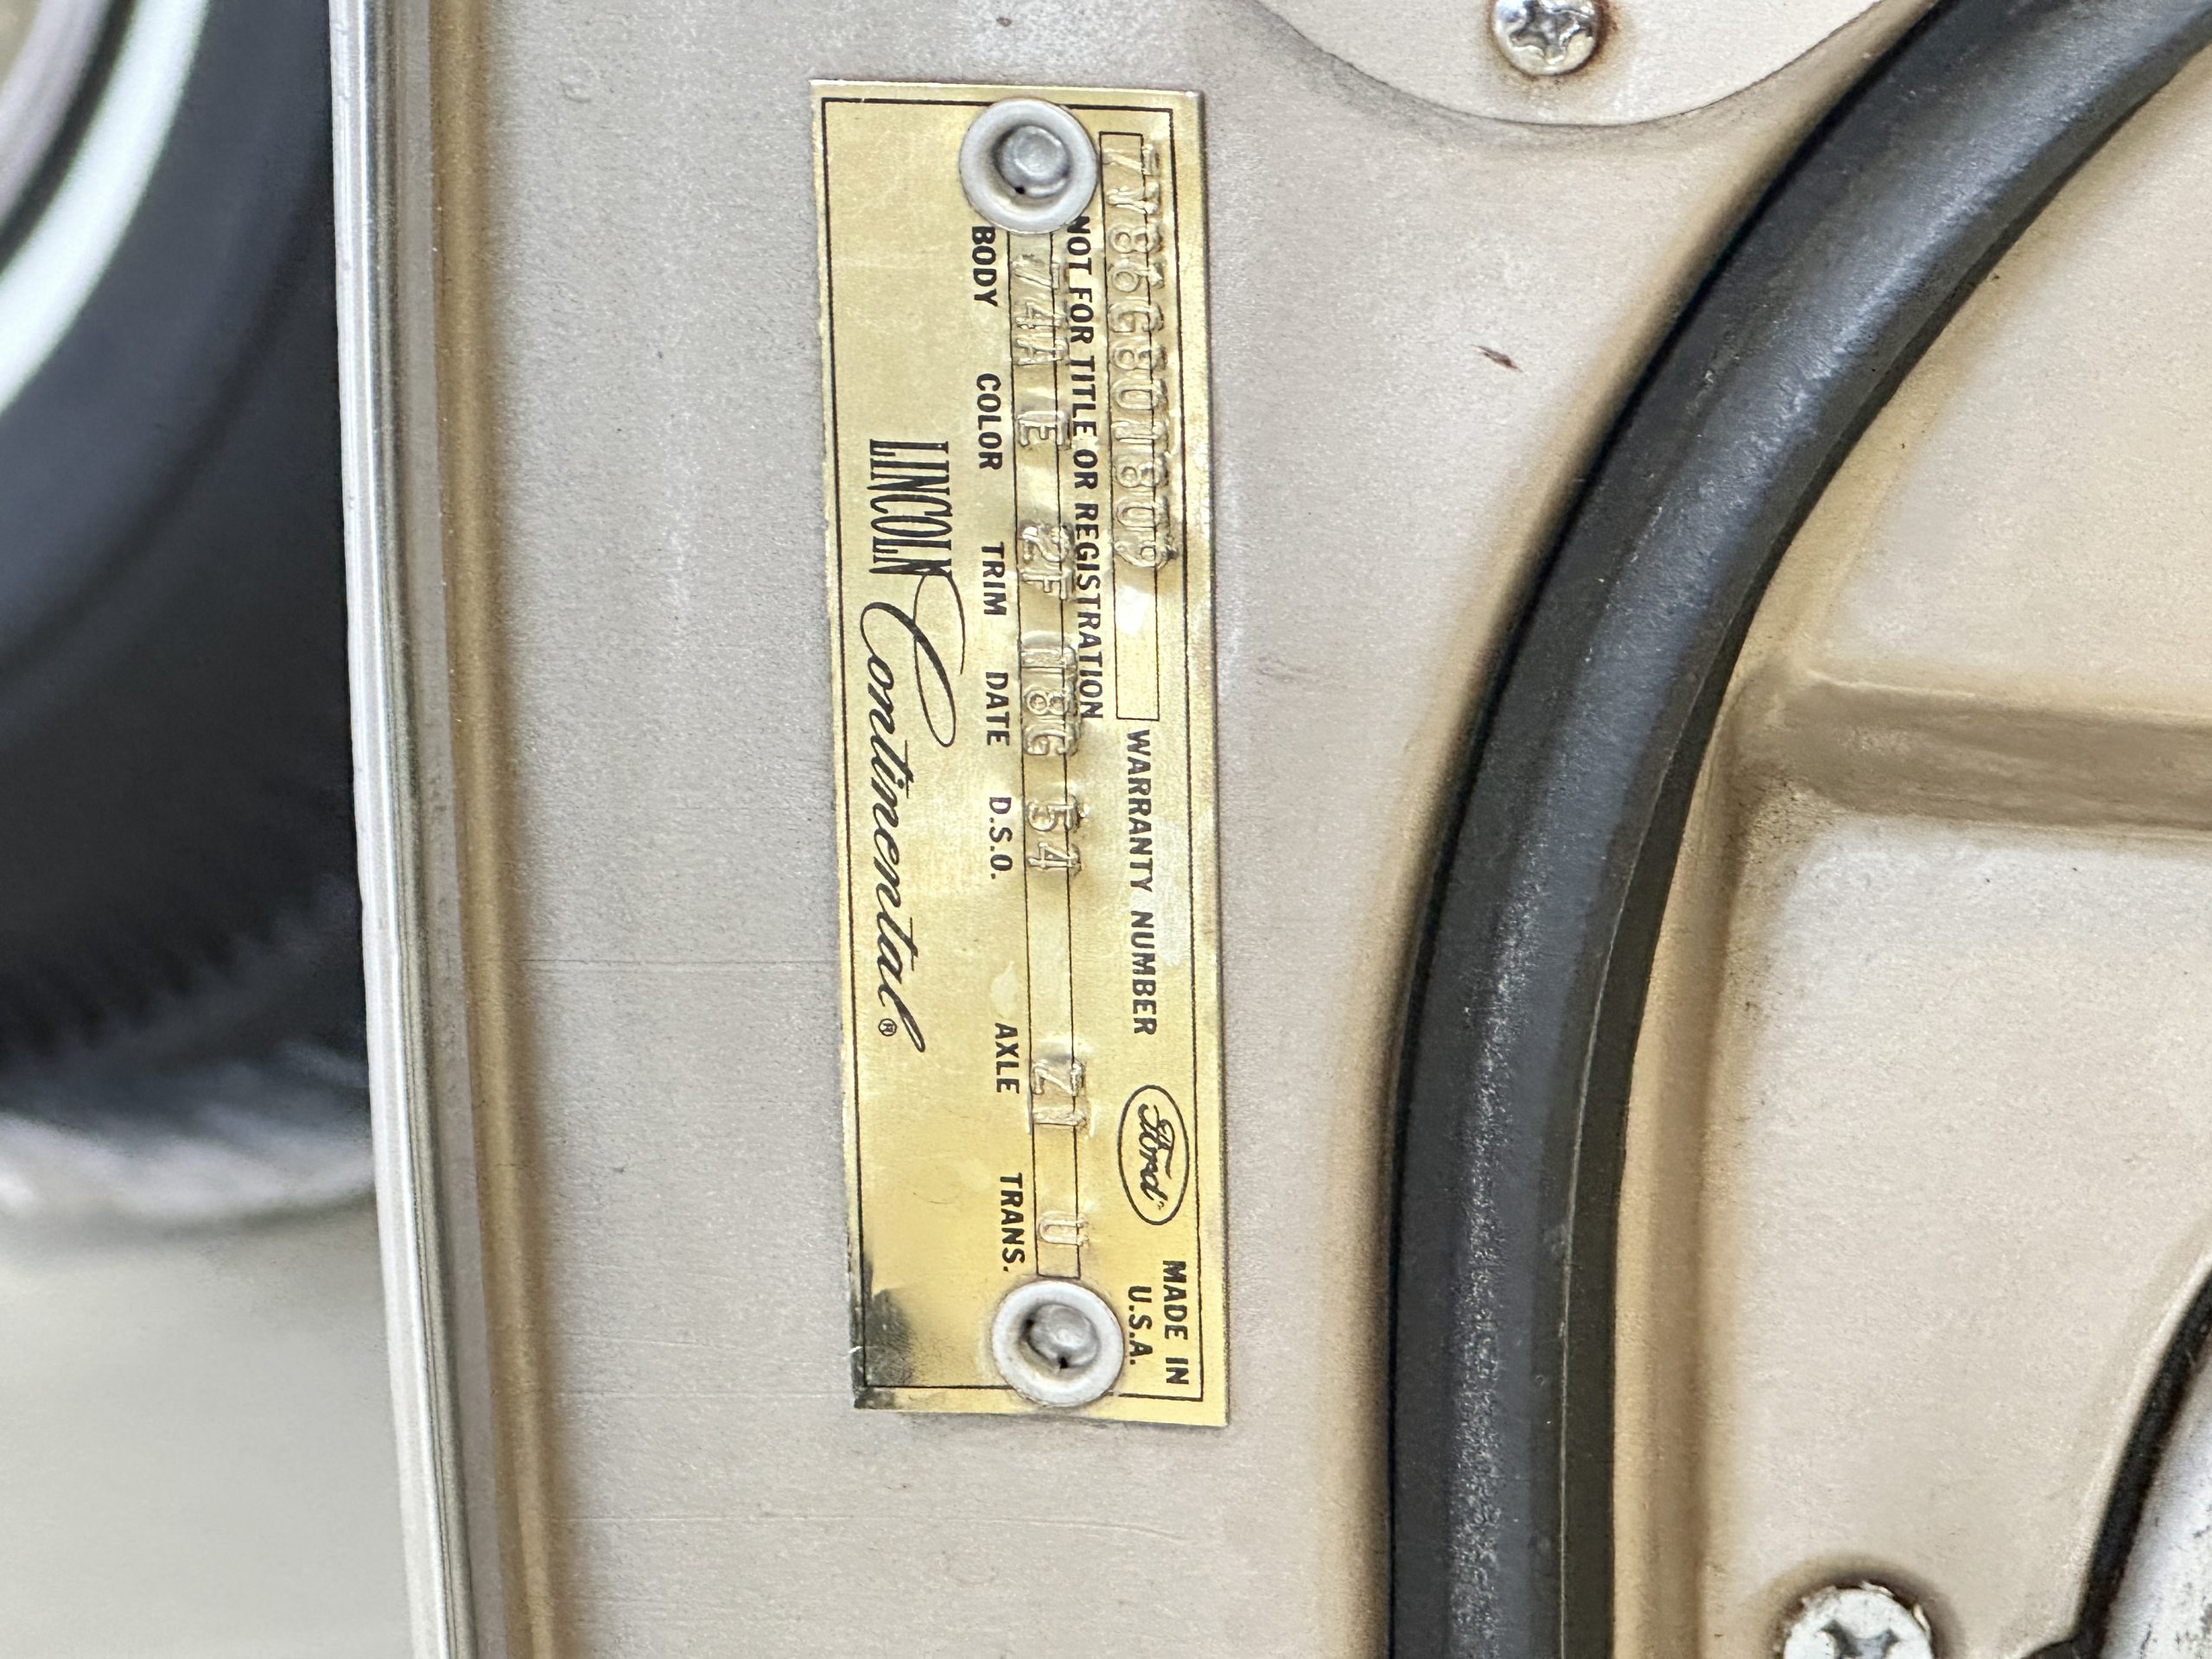 7Y86G801809 WARRANTY NUMBER Ford MADE IN U.S.A.
NOT FOR TITLE OR REGISTRATION
74A 1E 2F 18G 54 Z1 U
BODY COLOR TRIM DATE D.S.O. AXLE TRANS.
LINCOLN Continental®